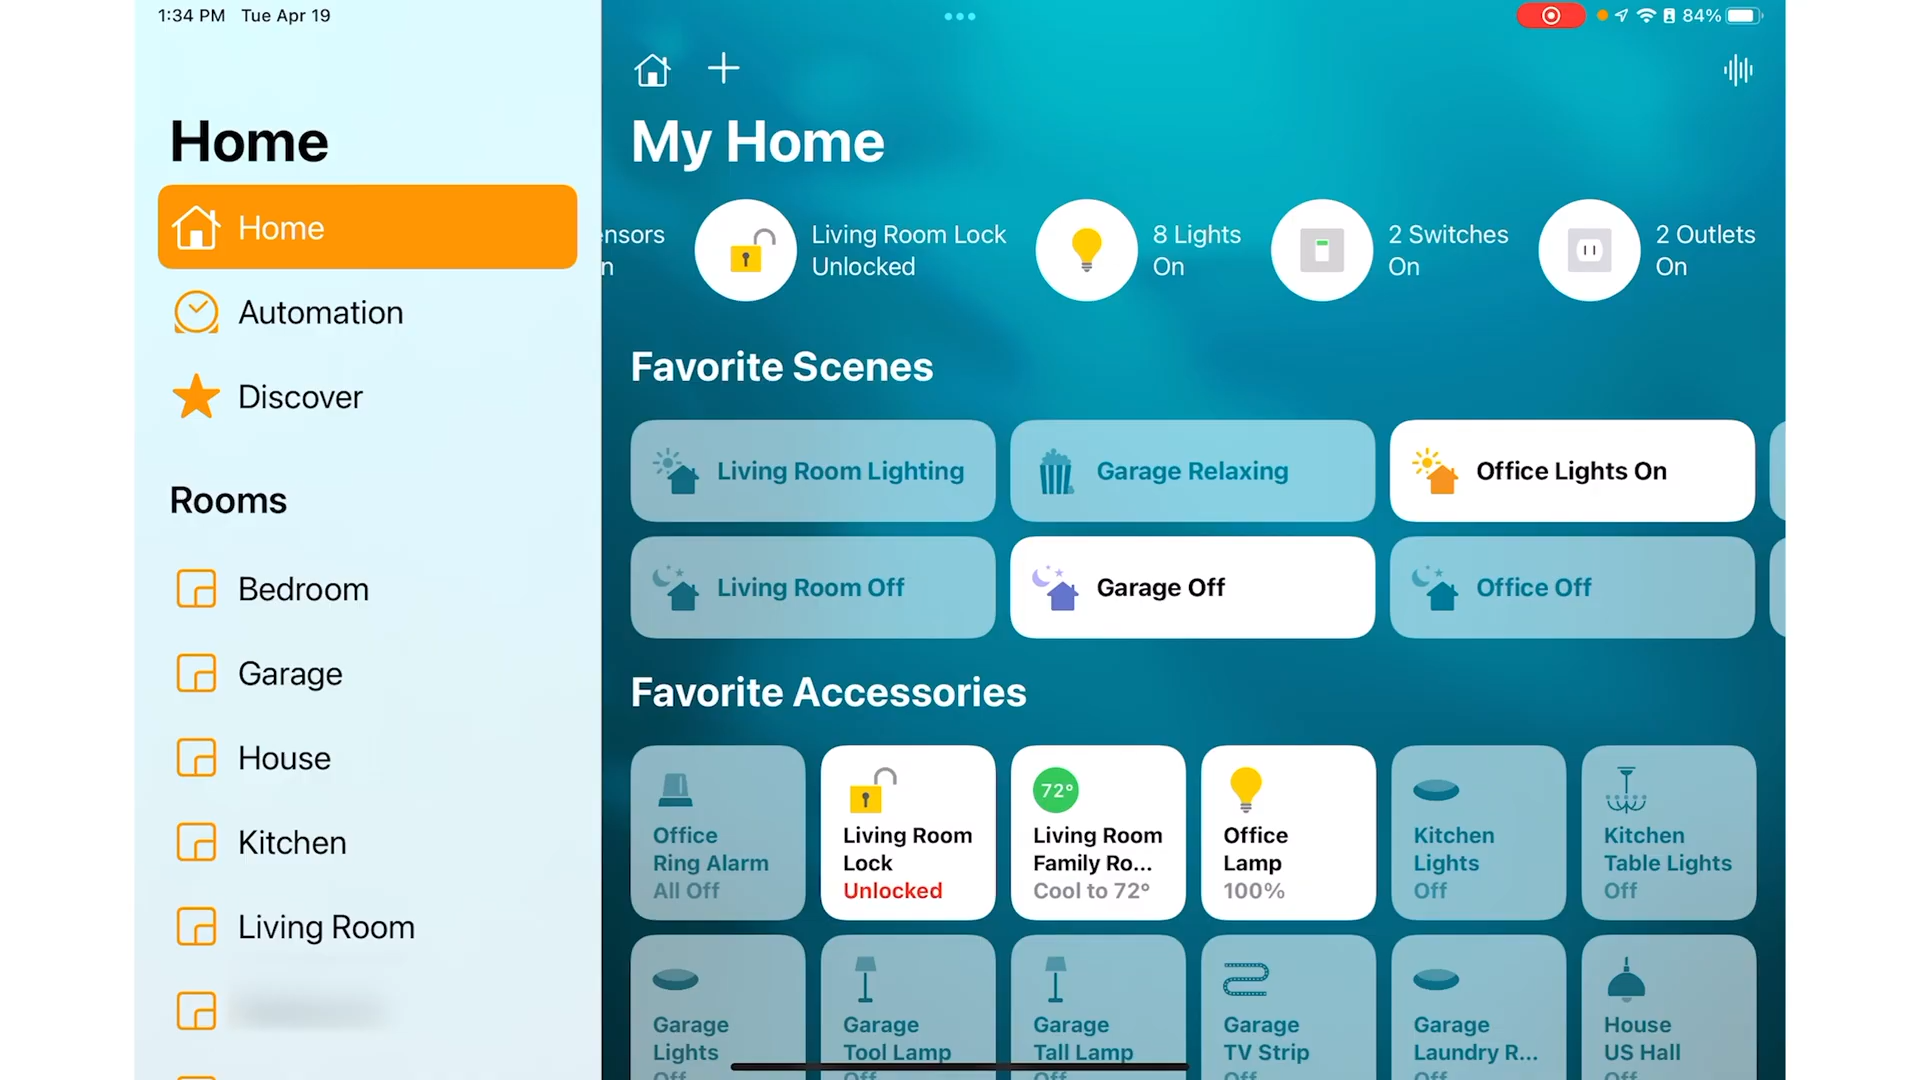 1:34 PM Tue Apr 19
84%
Home
Home
Automation
Discover
Rooms
Bedroom
Garage
House
Kitchen
Living Room
My Home
ensors
n
Living Room Lock
Unlocked
8 Lights
On
2 Switches
On
2 Outlets
On
Favorite Scenes
Living Room Lighting
Garage Relaxing
Office Lights On
Living Room Off
Garage Off
Office Off
Favorite Accessories
Office
Ring Alarm
All Off
Living Room
Lock
Unlocked
72°
Living Room
Family Ro...
Cool to 72°
Office
Lamp
100%
Kitchen
Lights
Off
Kitchen
Table Lights
Off
Garage
Lights
Off
Garage
Tool Lamp
Off
Garage
Tall Lamp
Off
Garage
TV Strip
Off
Garage
Laundry R...
Off
House
US Hall
Off